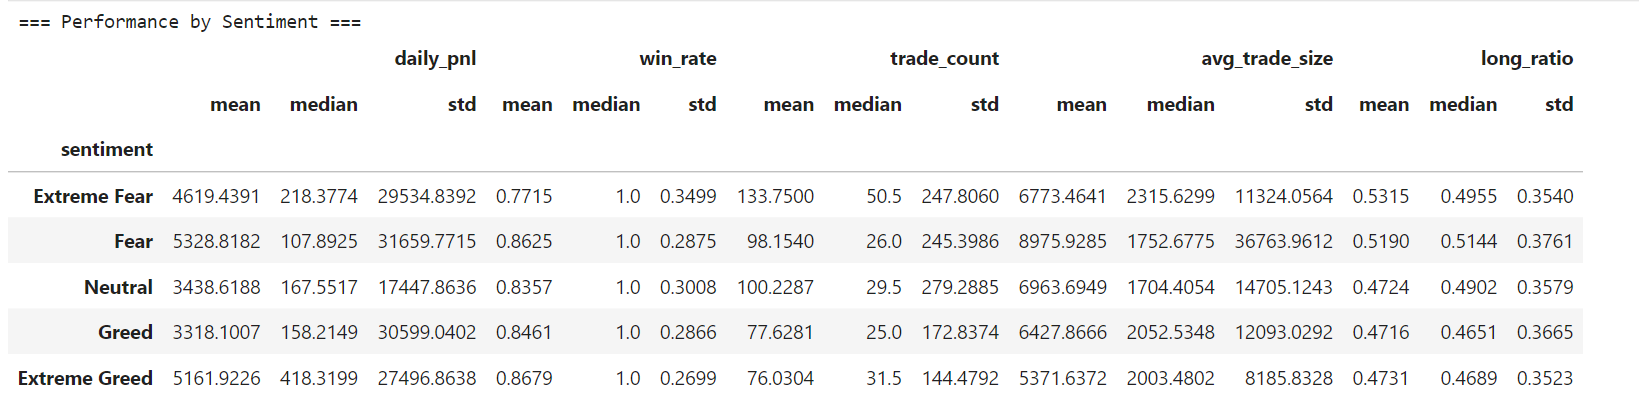 === Performance by Sentiment ===
daily_pnl win_rate trade_count avg_trade_size long_ratio
mean median std mean median std mean median std mean median std mean median std
sentiment
Extreme Fear 4619.4391 218.3774 29534.8392 0.7715 1.0 0.3499 133.7500 50.5 247.8060 6773.4641 2315.6299 11324.0564 0.5315 0.4955 0.3540
Fear 5328.8182 107.8925 31659.7715 0.8625 1.0 0.2875 98.1540 26.0 245.3986 8975.9285 1752.6775 36763.9612 0.5190 0.5144 0.3761
Neutral 3438.6188 167.5517 17447.8636 0.8357 1.0 0.3008 100.2287 29.5 279.2885 6963.6949 1704.4054 14705.1243 0.4724 0.4902 0.3579
Greed 3318.1007 158.2149 30599.0402 0.8461 1.0 0.2866 77.6281 25.0 172.8374 6427.8666 2052.5348 12093.0292 0.4716 0.4651 0.3665
Extreme Greed 5161.9226 418.3199 27496.8638 0.8679 1.0 0.2699 76.0304 31.5 144.4792 5371.6372 2003.4802 8185.8328 0.4731 0.4689 0.3523